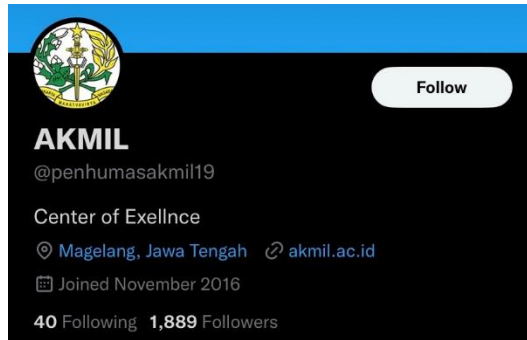 Follow
AKMIL
@penhumasakmil19
Center of Exellnce
Magelang, Jawa Tengah akmil.ac.id
Joined November 2016
40 Following 1,889 Followers